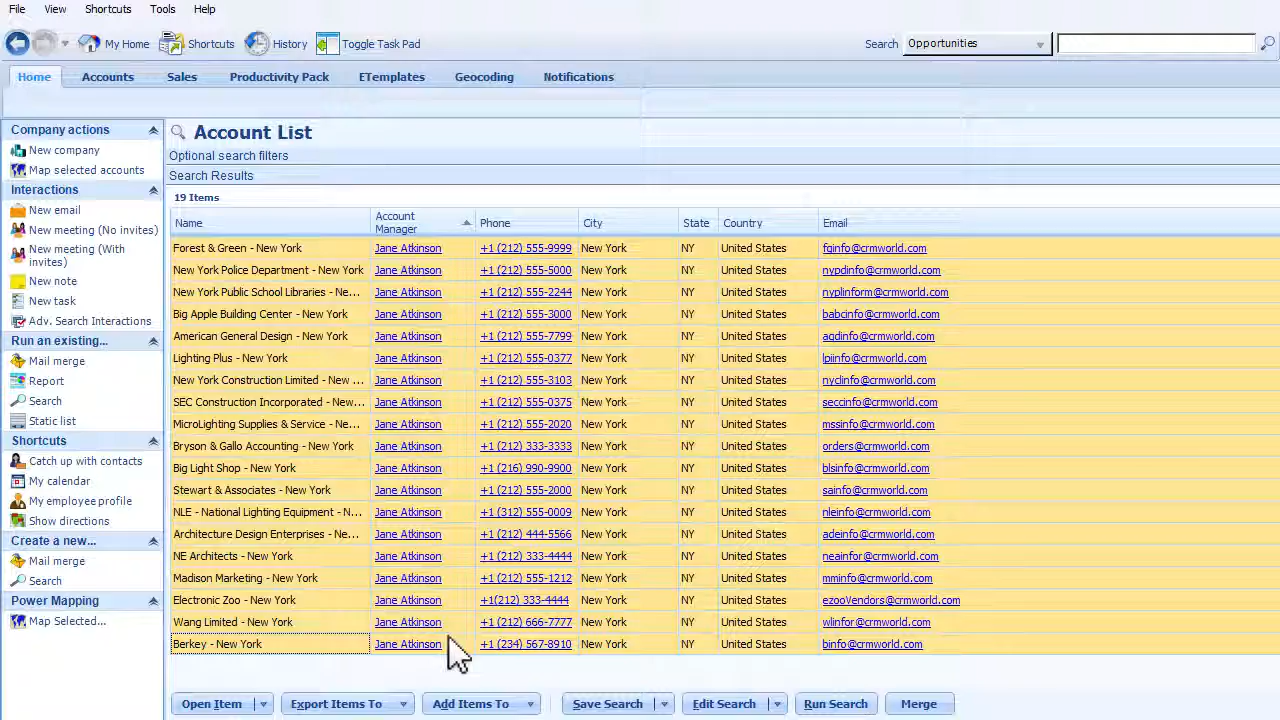 File View Shortcuts Tools Help
My Home Shortcuts History Toggle Task Pad Search Opportunities
Home Accounts Sales Productivity Pack ETemplates Geocoding Notifications
Company actions
New company
Map selected accounts
Interactions
New email
New meeting (No invites)
New meeting (With
invites)
New note
New task
Adv. Search Interactions
Run an existing...
Mail merge
Report
Search
Static list
Shortcuts
Catch up with contacts
My calendar
My employee profile
Show directions
Create a new...
Mail merge
Search
Power Mapping
Map Selected...
Account List
Optional search filters
Search Results
19 Items
Name Account Manager Phone City State Country Email
Forest & Green - New York Jane Atkinson +1 (212) 555-9999 New York NY United States fginfo@crmworld.com
New York Police Department - New York Jane Atkinson +1 (212) 555-5000 New York NY United States nypdinfo@crmworld.com
New York Public School Libraries - Ne... Jane Atkinson +1 (212) 555-2244 New York NY United States nyplinform@crmworld.com
Big Apple Building Center - New York Jane Atkinson +1 (212) 555-3000 New York NY United States babcinfo@crmworld.com
American General Design - New York Jane Atkinson +1 (212) 555-7799 New York NY United States agdinfo@crmworld.com
Lighting Plus - New York Jane Atkinson +1 (212) 555-0377 New York NY United States lpiinfo@crmworld.com
New York Construction Limited - New ... Jane Atkinson +1 (212) 555-3103 New York NY United States nyclinfo@crmworld.com
SEC Construction Incorporated - New... Jane Atkinson +1 (212) 555-0375 New York NY United States seccinfo@crmworld.com
MicroLighting Supplies & Service - Ne... Jane Atkinson +1 (212) 555-2020 New York NY United States mssinfo@crmworld.com
Bryson & Gallo Accounting - New York Jane Atkinson +1 (212) 333-3333 New York NY United States orders@crmworld.com
Big Light Shop - New York Jane Atkinson +1 (216) 990-9900 New York NY United States blsinfo@crmworld.com
Stewart & Associates - New York Jane Atkinson +1 (212) 555-2000 New York NY United States sainfo@crmworld.com
NLE - National Lighting Equipment - N... Jane Atkinson +1 (312) 555-0009 New York NY United States nleinfo@crmworld.com
Architecture Design Enterprises - Ne... Jane Atkinson +1 (212) 444-5566 New York NY United States adeinfo@crmworld.com
NE Architects - New York Jane Atkinson +1 (212) 333-4444 New York NY United States neainfor@crmworld.com
Madison Marketing - New York Jane Atkinson +1 (212) 555-1212 New York NY United States mminfo@crmworld.com
Electronic Zoo - New York Jane Atkinson +1(212) 333-4444 New York NY United States ezooVendors@crmworld.com
Wang Limited - New York Jane Atkinson +1 (212) 666-7777 New York NY United States wlinfor@crmworld.com
Berkey - New York Jane Atkinson +1 (234) 567-8910 New York NY United States binfo@crmworld.com
Open Item Export Items To Add Items To Save Search Edit Search Run Search Merge